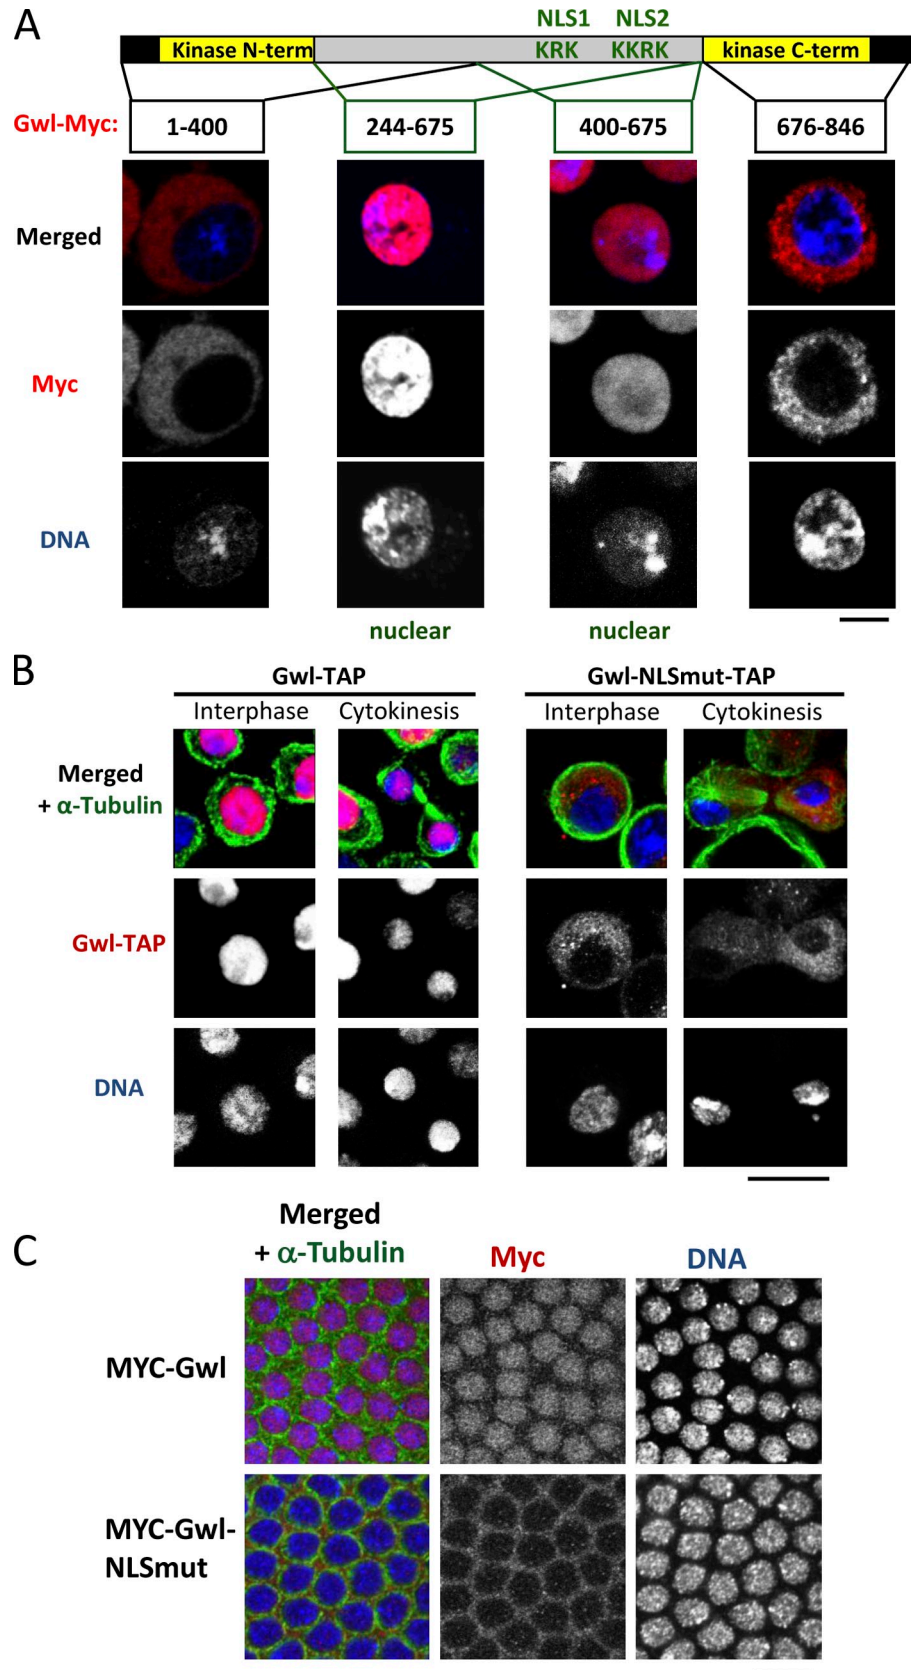 A
NLS1 NLS2
Kinase N-term KRK KKRK kinase C-term
Gwl-Myc: 1-400 244-675 400-675 676-846
Merged
Myc
DNA
nuclear nuclear
B
Gwl-TAP Gwl-NLSmut-TAP
Interphase Cytokinesis Interphase Cytokinesis
Merged
+ α-Tubulin
Gwl-TAP
DNA
C
Merged
+ α-Tubulin Myc DNA
MYC-Gwl
MYC-Gwl-
NLSmut